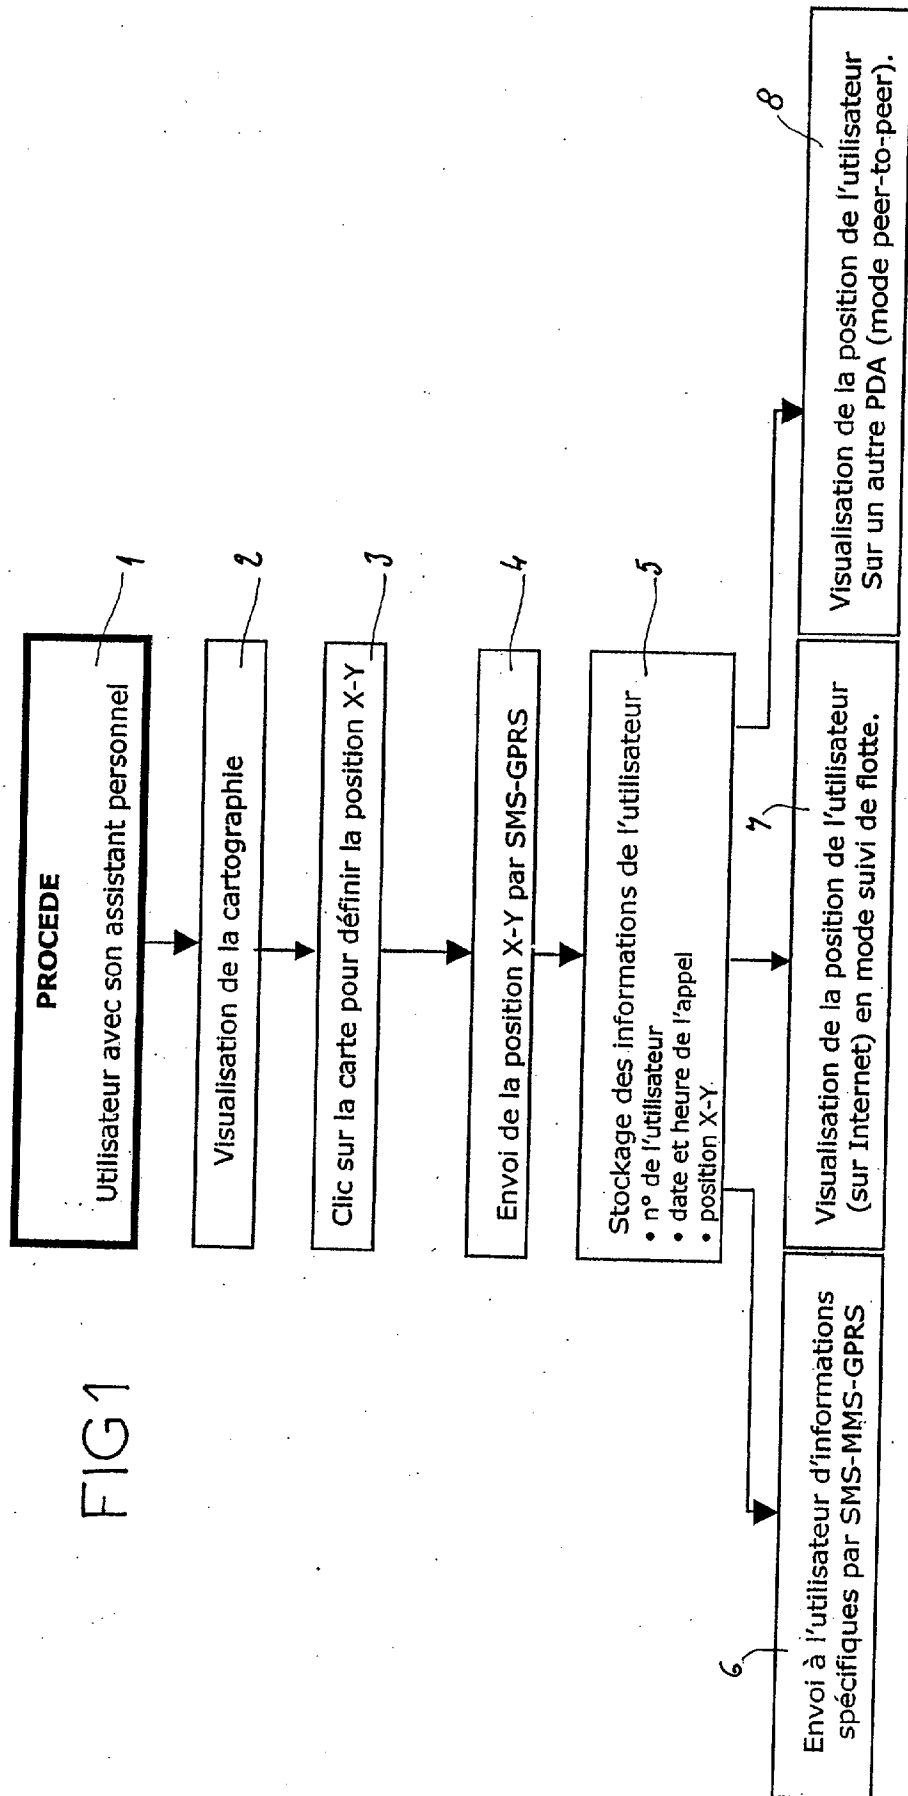 FIG 1
PROCEDE
Utilisateur avec son assistant personnel
1
Visualisation de la cartographie
2
Clic sur la carte pour définir la position X-Y
3
Envoi de la position X-Y par SMS-GPRS
4
Stockage des informations de l'utilisateur
• n° de l'utilisateur
• date et heure de l'appel
• position X-Y
5
6
Envoi à l'utilisateur d'informations
spécifiques par SMS-MMS-GPRS
7
Visualisation de la position de l'utilisateur
(sur Internet) en mode suivi de flotte.
8
Visualisation de la position de l'utilisateur
Sur un autre PDA (mode peer-to-peer).